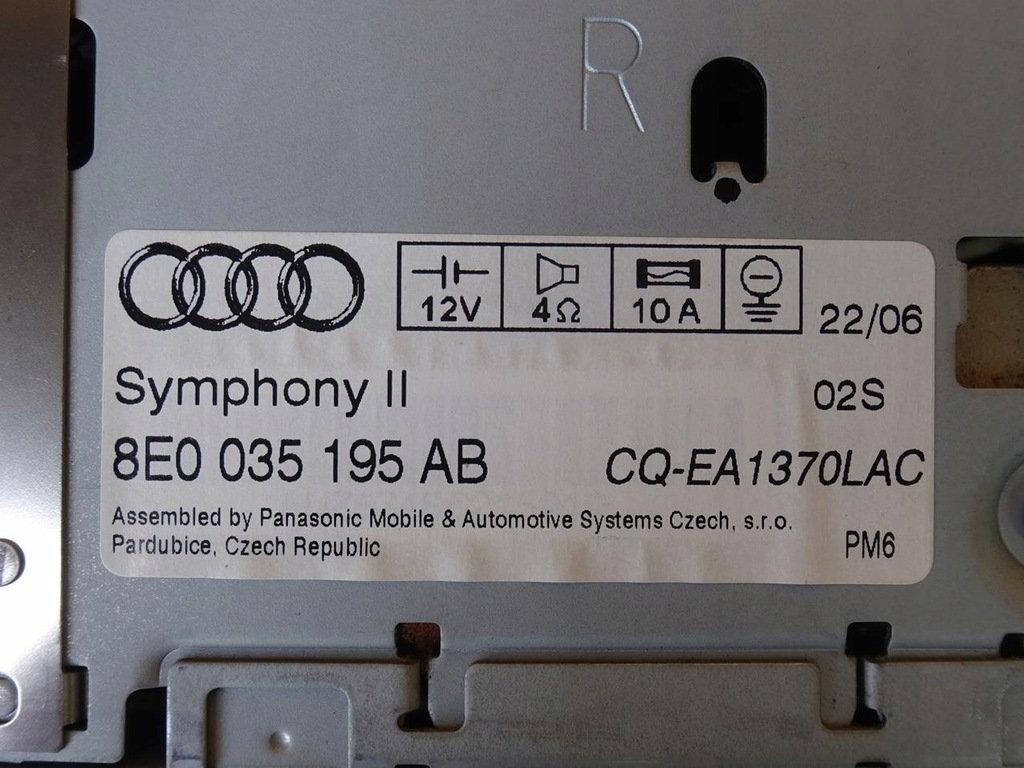 R
12V 4Ω 10A 22/06
Symphony II 02S
8E0 035 195 AB CQ-EA1370LAC
Assembled by Panasonic Mobile & Automotive Systems Czech, s.r.o.
Pardubice, Czech Republic PM6